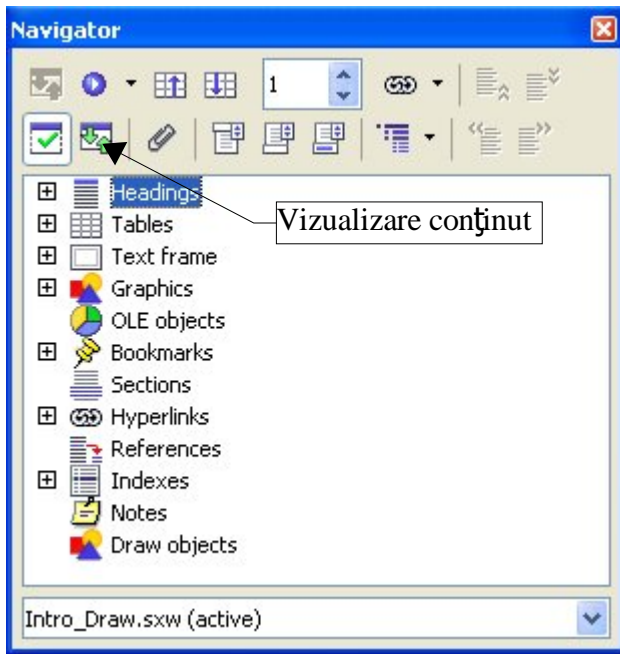 Navigator
1
Headings
Vizualizare conţinut
Tables
Text frame
Graphics
OLE objects
Bookmarks
Sections
Hyperlinks
References
Indexes
Notes
Draw objects
Intro_Draw.sxw (active)